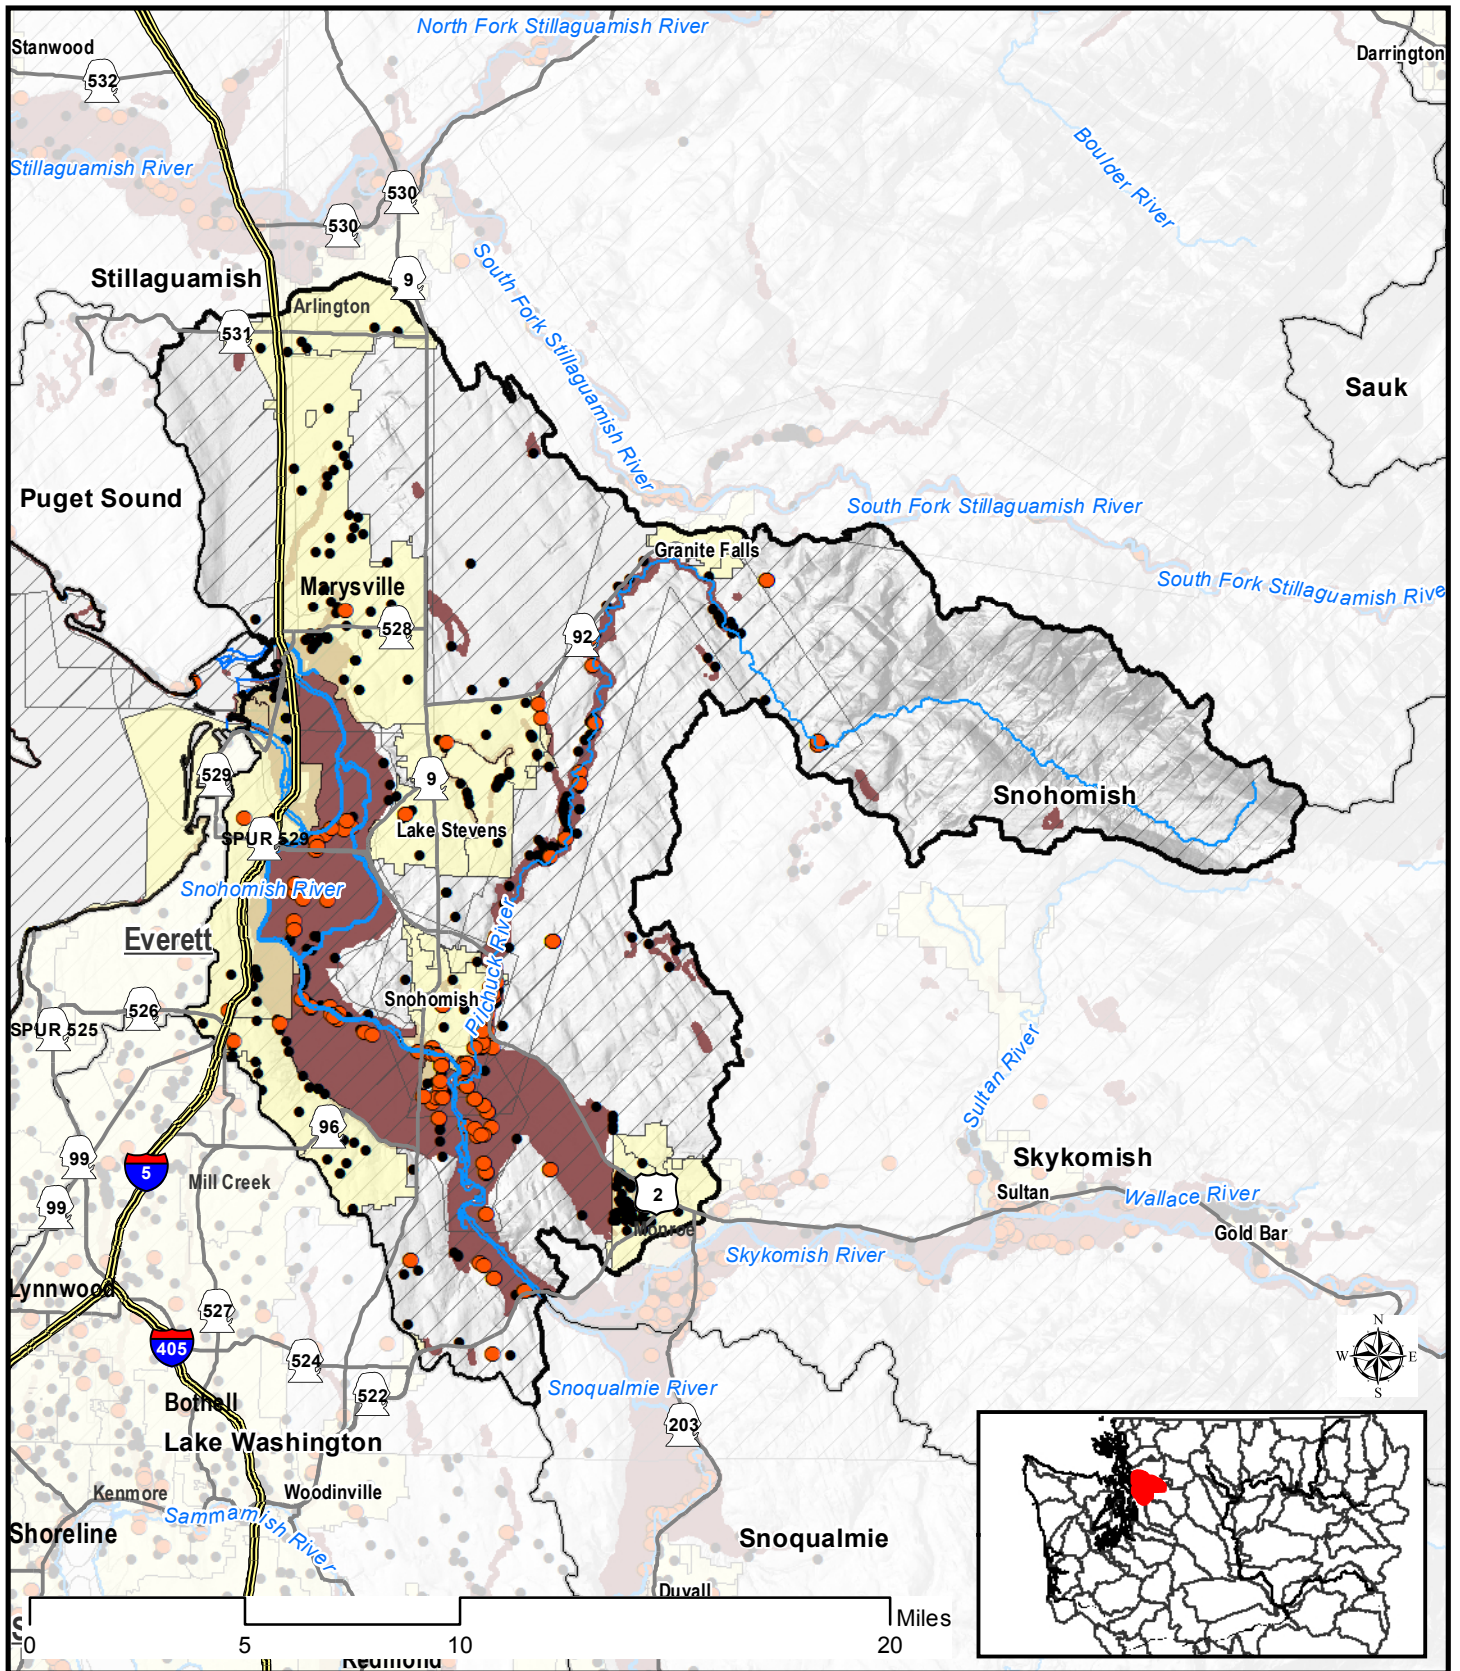 North Fork Stillaguamish River
Stanwood
Darrington
532
Boulder River
Stillaguamish River
530
530
South Fork Stillaguamish River
Stillaguamish
9
Arlington
531
Sauk
Puget Sound
South Fork Stillaguamish River
Granite Falls
South Fork Stillaguamish Rive
Marysville
528
92
529
9
Snohomish
Lake Stevens
SPUR 529
Snohomish River
Everett
Pilchuck River
Snohomish
526
SPUR 525
Sultan River
96
99
5
Mill Creek
Skykomish
2
Sultan
Wallace River
99
Monroe
Gold Bar
Skykomish River
Lynnwood
527
N
W E
S
405
524
522
Snoqualmie River
Bothell
203
Lake Washington
Kenmore
Woodinville
Sammamish River
Shoreline
Snoqualmie
Duvall
Miles
0 5 10 20
Redmond